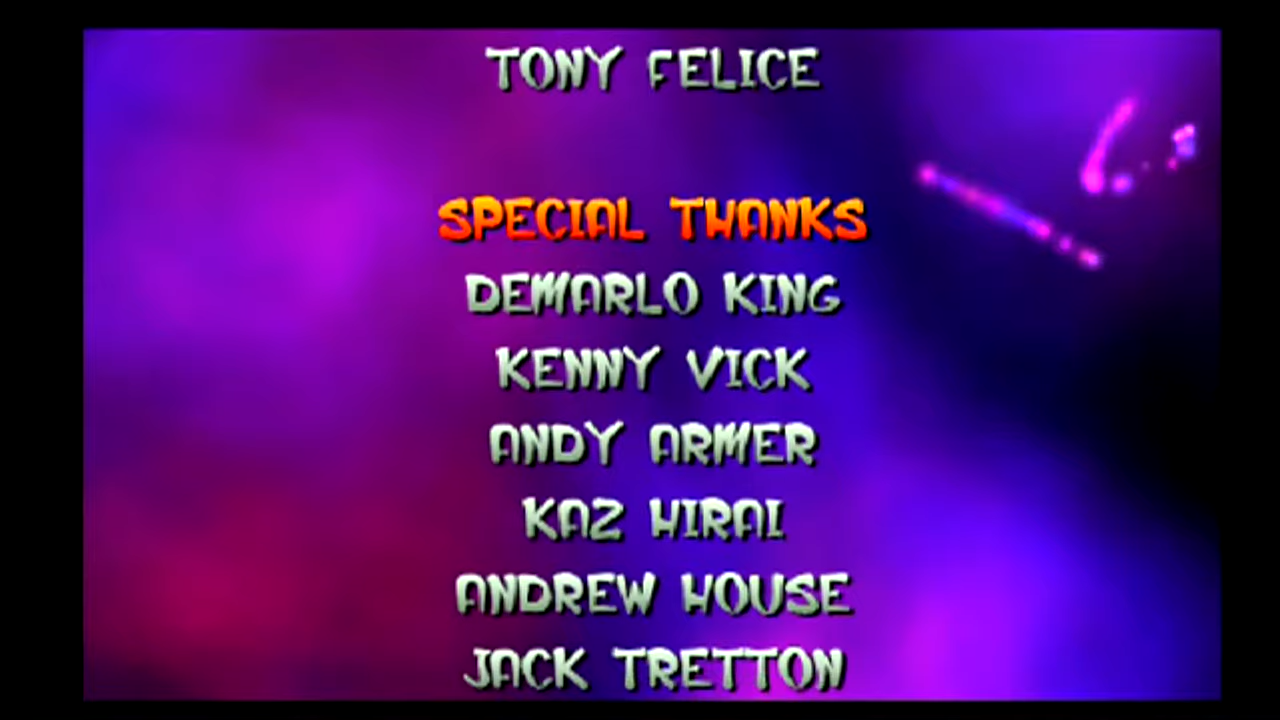 TONY FELICE
SPECIAL THANKS
DEMARLO KING
KENNY VICK
ANDY ARMER
KAZ HIRAI
ANDREW HOUSE
JACK TRETTON